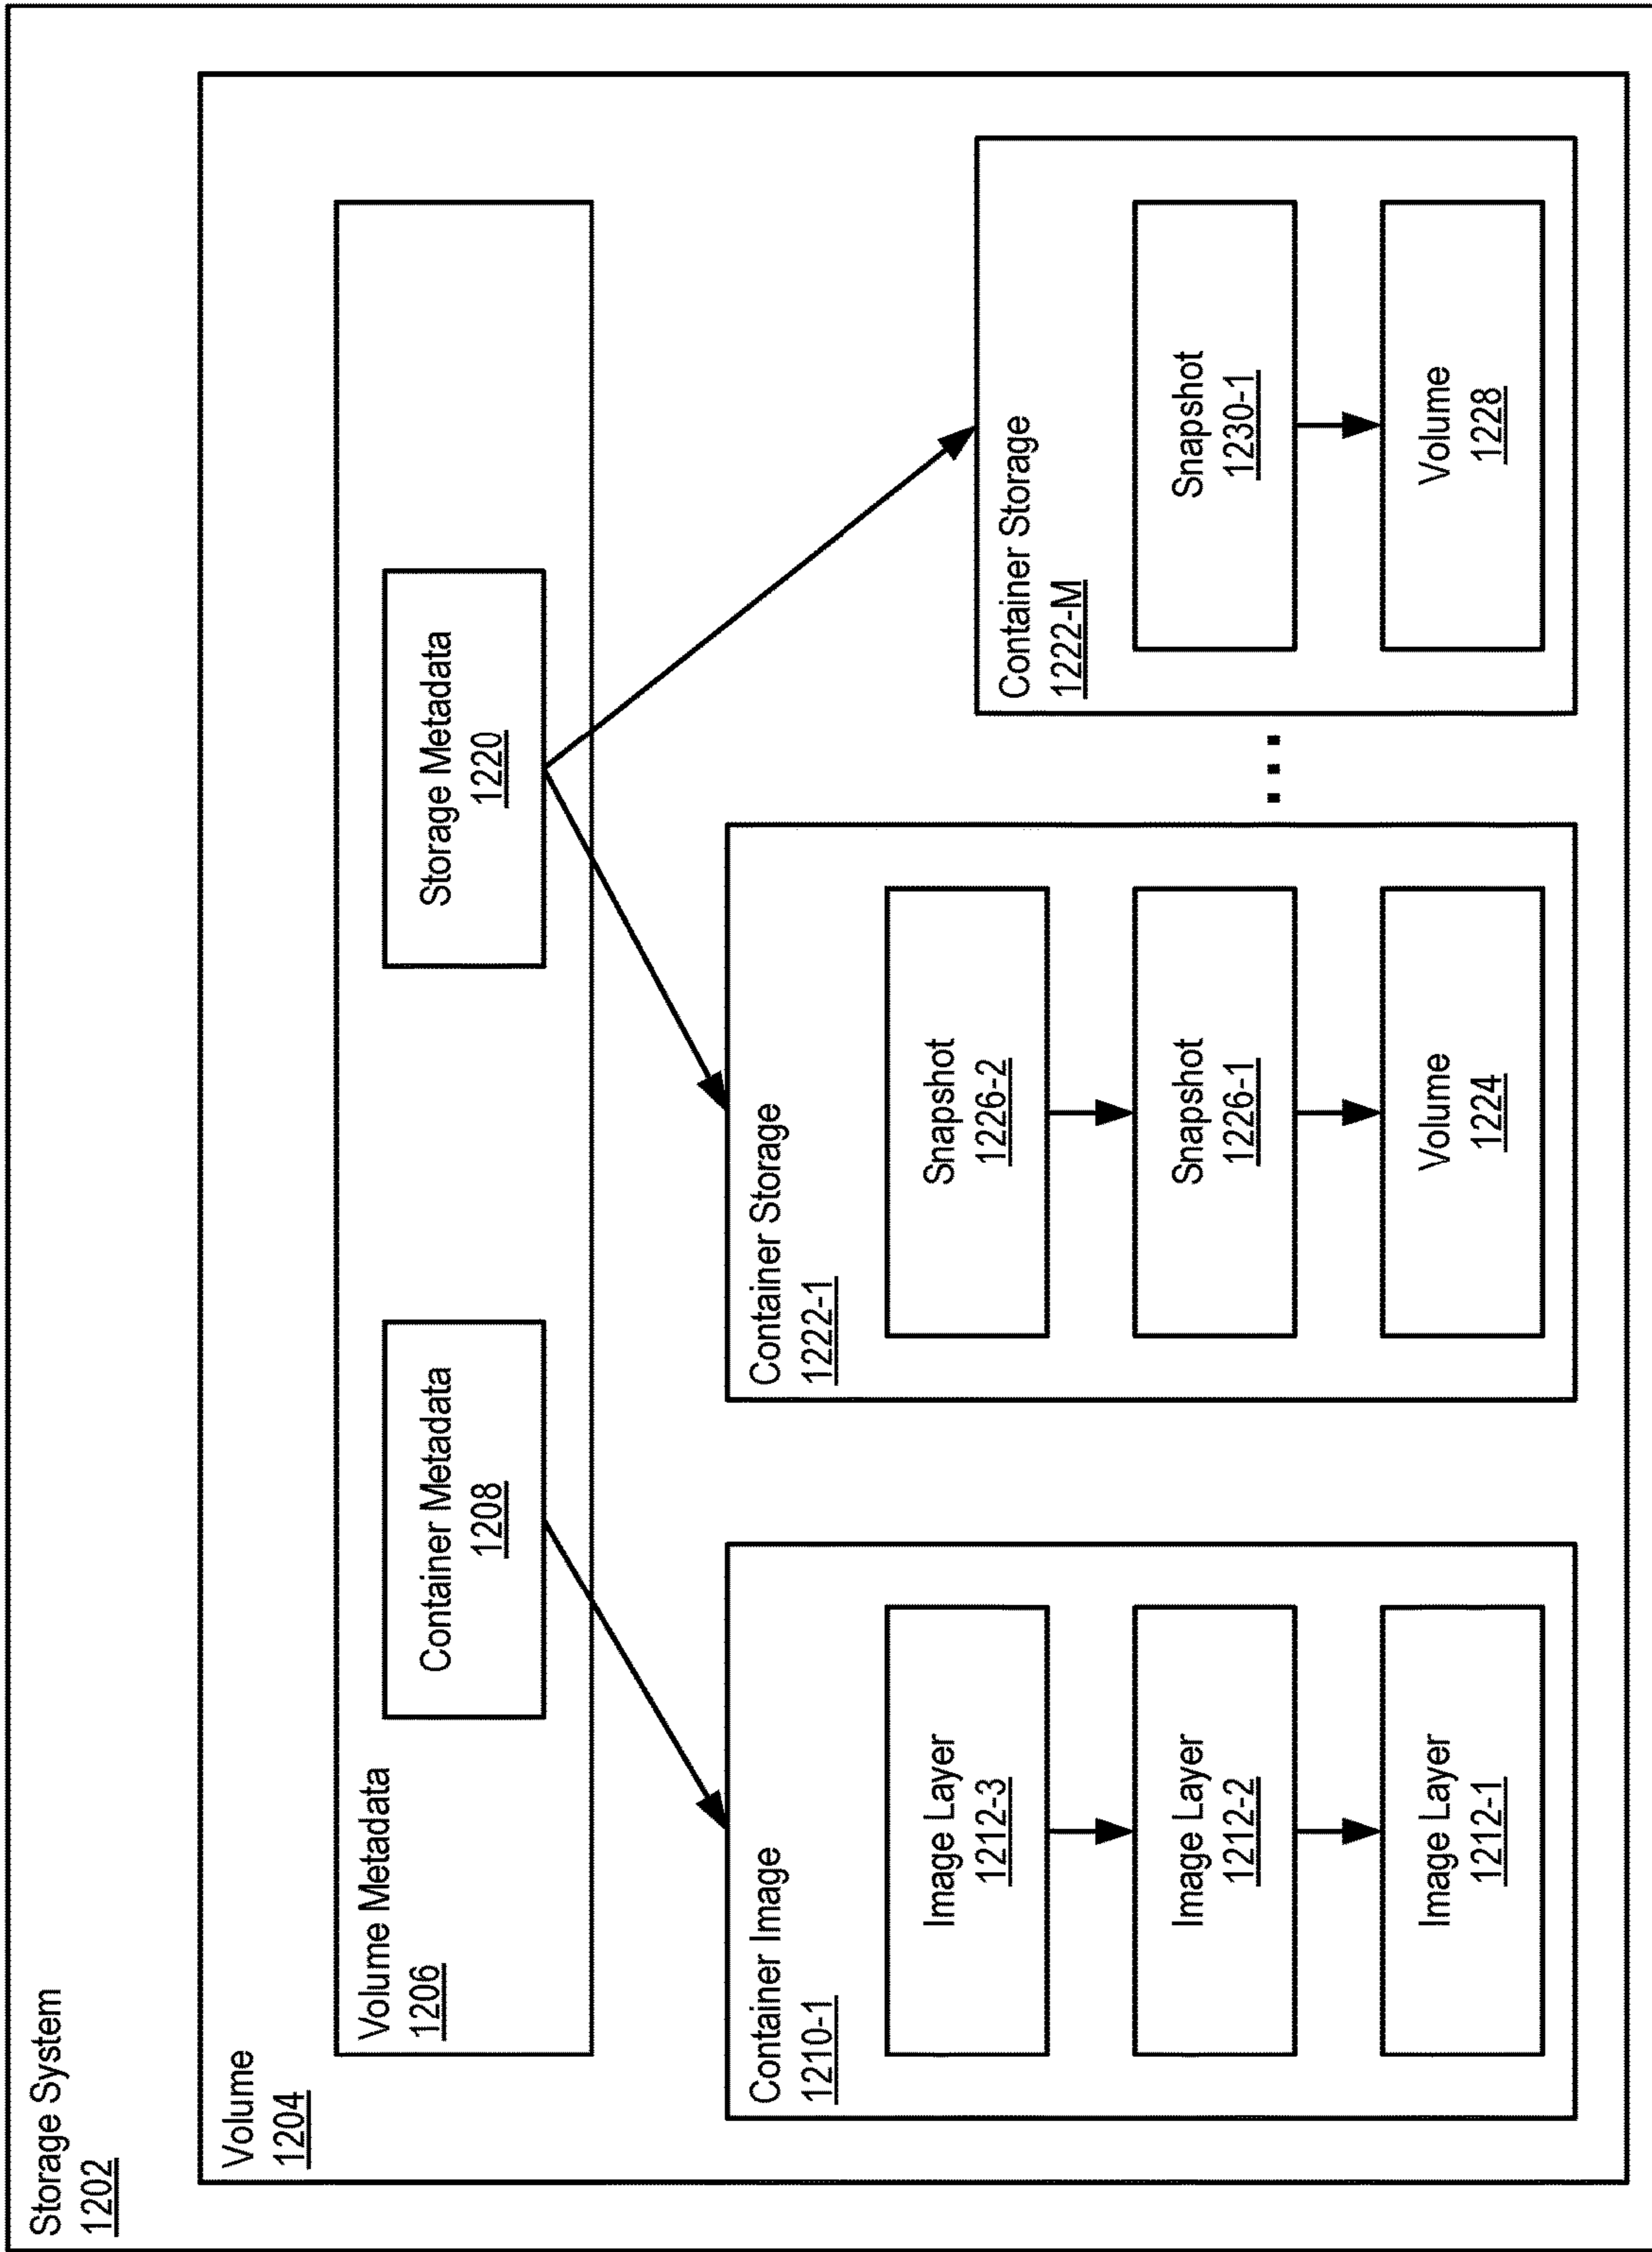 Storage System
1202
Volume
1204
Volume Metadata
1206
Container Metadata
1208
Storage Metadata
1220
Container Image
1210-1
Image Layer
1212-3
Image Layer
1212-2
Image Layer
1212-1
Container Storage
1222-1
Snapshot
1226-2
Snapshot
1226-1
Volume
1224
Container Storage
1222-M
Snapshot
1230-1
Volume
1228